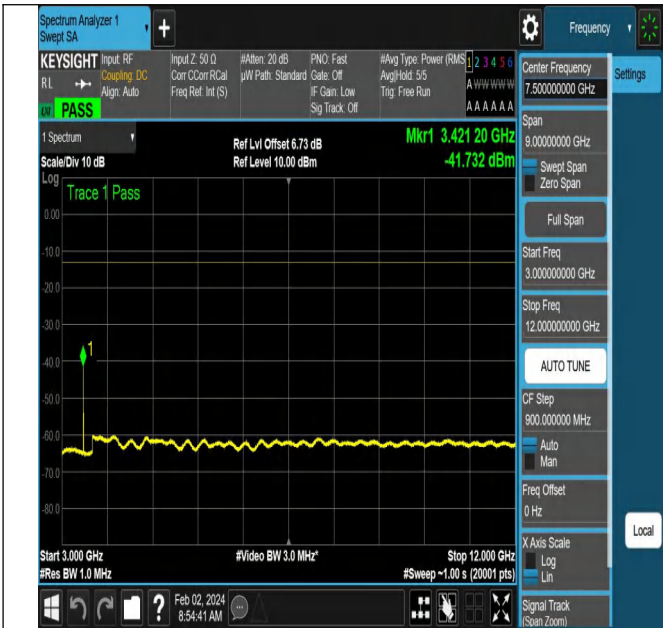 Spectrum Analyzer 1
Swept SA
Frequency
KEYSIGHT
RL
PASS
Input: RF
Coupling: DC
Align: Auto
Input Z: 50 Ω
Corr CCorr RCal
Freq Ref: Int (S)
#Atten: 20 dB
µW Path: Standard
PNO: Fast
Gate: Off
IF Gain: Low
Sig Track: Off
#Avg Type: Power (RMS
Avg|Hold: 5/5
Trig: Free Run
1 2 3 4 5 6
A W W W W W
A A A A A A
1 Spectrum
Scale/Div 10 dB
Ref Lvl Offset 6.73 dB
Ref Level 10.00 dBm
Mkr1 3.421 20 GHz
-41.732 dBm
Log
Trace 1 Pass
0.00
-10.0
-20.0
-30.0
1
-40.0
-50.0
-60.0
-70.0
-80.0
Start 3.000 GHz
#Res BW 1.0 MHz
#Video BW 3.0 MHz*
Stop 12.000 GHz
#Sweep ~1.00 s (20001 pts)
?
Feb 02, 2024
8:54:41 AM
Center Frequency
7.500000000 GHz
Settings
Span
9.00000000 GHz
Swept Span
Zero Span
Full Span
Start Freq
3.000000000 GHz
Stop Freq
12.000000000 GHz
AUTO TUNE
CF Step
900.000000 MHz
Auto
Man
Freq Offset
0 Hz
X Axis Scale
Log
Lin
Local
Signal Track
(Span Zoom)